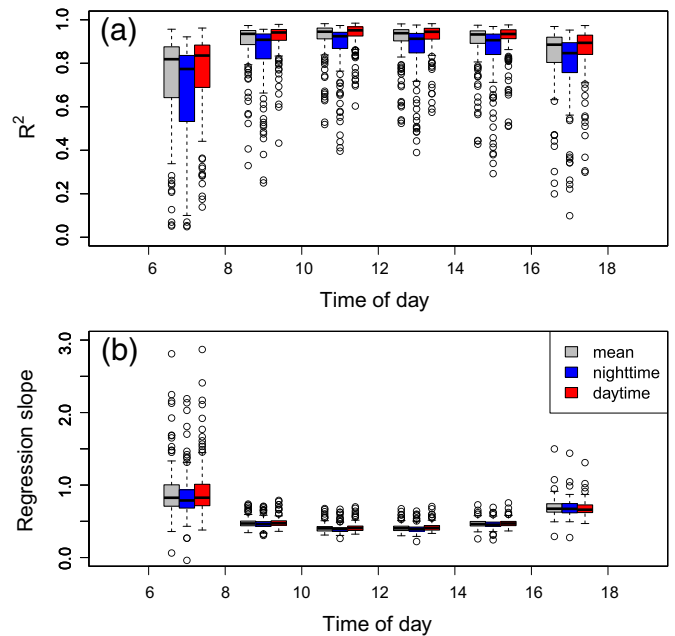 (a)
1.0
0.8
0.6
0.4
0.2
0.0
R²
6 8 10 12 14 16 18
Time of day
(b)
3.0
2.0
1.0
0.0
Regression slope
mean
nighttime
daytime
6 8 10 12 14 16 18
Time of day